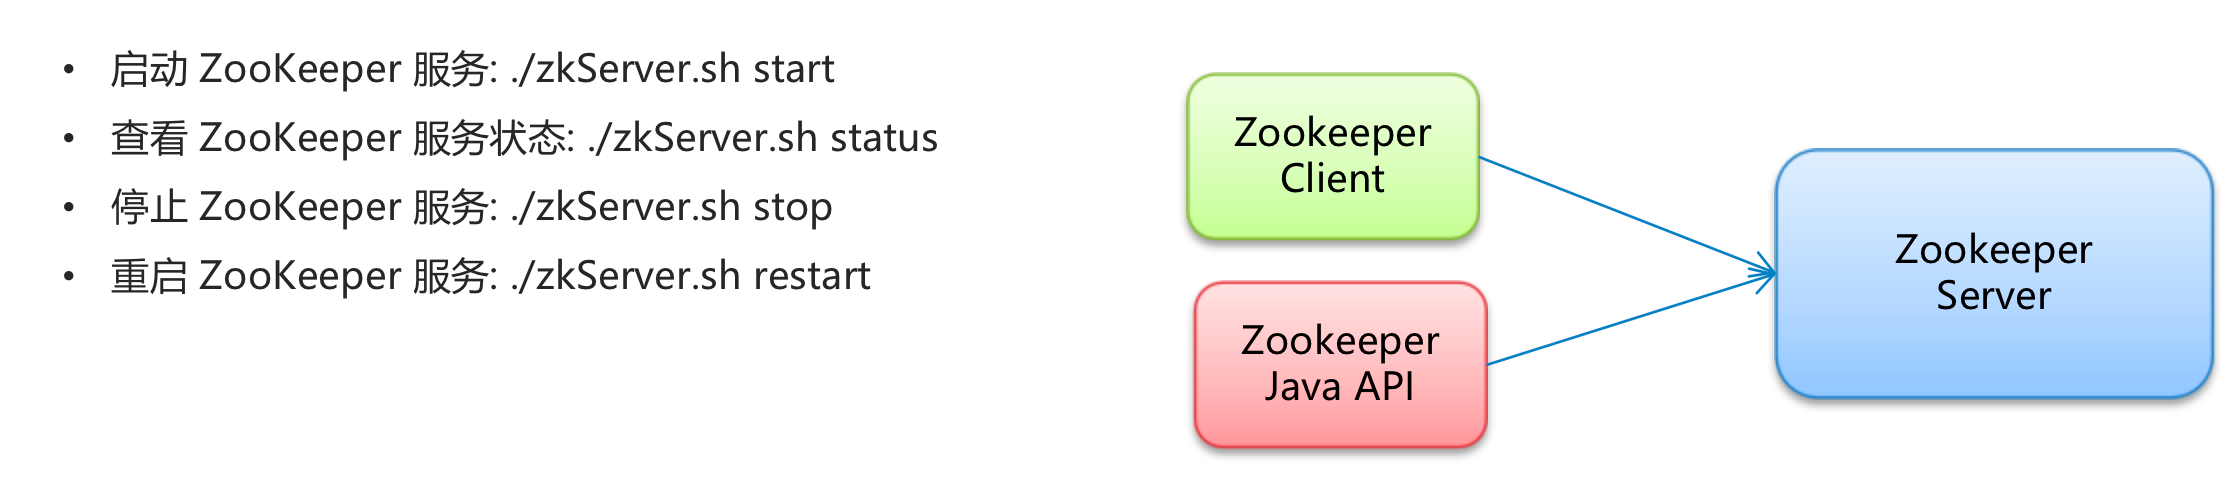 • 启动 ZooKeeper 服务: ./zkServer.sh start
• 查看 ZooKeeper 服务状态: ./zkServer.sh status
• 停止 ZooKeeper 服务: ./zkServer.sh stop
• 重启 ZooKeeper 服务: ./zkServer.sh restart
Zookeeper
Client
Zookeeper
Java API
Zookeeper
Server